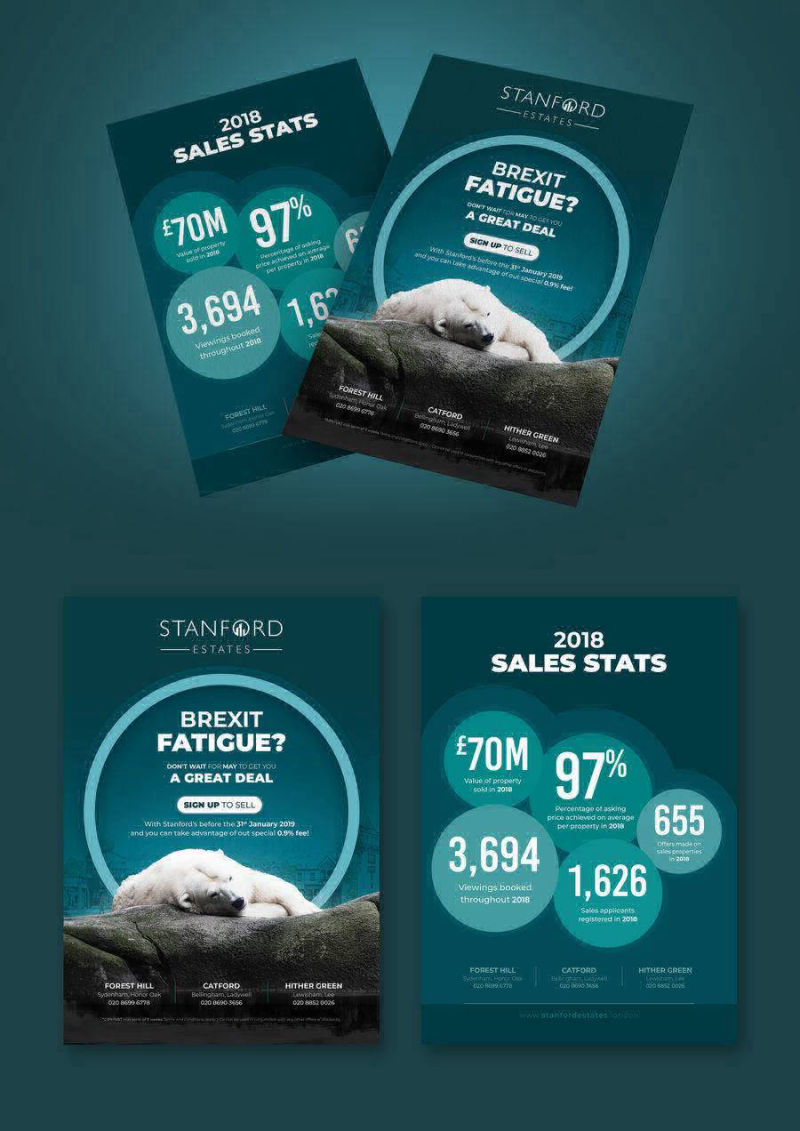 2018
SALES STATS
£70M
Value of property
sold in 2018
97%
Percentage of asking
price achieved on average
per property in 2018
3,694
Viewings booked
throughout 2018
FOREST HILL
Sydenham, Honor Oak
020 8699 6778
STANFORD
ESTATES
BREXIT
FATIGUE?
DON'T WAIT FOR MAY TO GET YOU
A GREAT DEAL
SIGN UP TO SELL
With Stanford's before the 31st January 2019
and you can take advantage of our special 0.9% fee!
FOREST HILL
Sydenham, Honor Oak
020 8699 6778
CATFORD
Bellingham, Ladywell
020 8690 3656
HITHER GREEN
Lewisham, Lee
020 8852 0026
STANFORD
ESTATES
BREXIT
FATIGUE?
DON'T WAIT FOR MAY TO GET YOU
A GREAT DEAL
SIGN UP TO SELL
With Stanford's before the 31st January 2019
and you can take advantage of out special 0.9% fee!
FOREST HILL
Sydenham, Honor Oak
020 8699 6778
CATFORD
Bellingham, Ladywell
020 8690 3656
HITHER GREEN
Lewisham, Lee
020 8852 0026
2018
SALES STATS
£70M
Value of property
sold in 2018
97%
Percentage of asking
price achieved on average
per property in 2018
655
Offers made on
sales properties
in 2018
3,694
Viewings booked
throughout 2018
1,626
Sales applicants
registered in 2018
FOREST HILL
Sydenham, Honor Oak
020 8699 6778
CATFORD
Bellingham, Ladywell
020 8690 3656
HITHER GREEN
Lewisham, Lee
020 8852 0026
www.stanfordestates.london